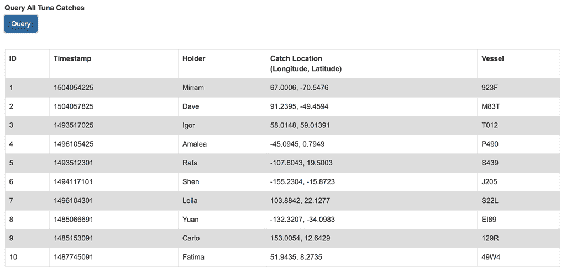 Query All Tuna Catches
Query
ID Timestamp Holder Catch Location (Longitude, Latitude) Vessel
1 1504054225 Miriam 67.0006, -70.5476 923F
2 1504057825 Dave 91.2395, -49.4594 M83T
3 1493517025 Igor 58.0148, 59.01391 T012
4 1496105425 Amalea -45.0945, 0.7949 P490
5 1493512301 Rafa -107.6043, 19.5003 S439
6 1494117101 Shen -155.2304, -15.8723 J205
7 1496104301 Leila 103.8842, 22.1277 S22L
8 1485066691 Yuan -132.3207, -34.0983 EI89
9 1485153091 Carlo 153.0054, 12.6429 129R
10 1487745091 Fatima 51.9435, 8.2735 49W4